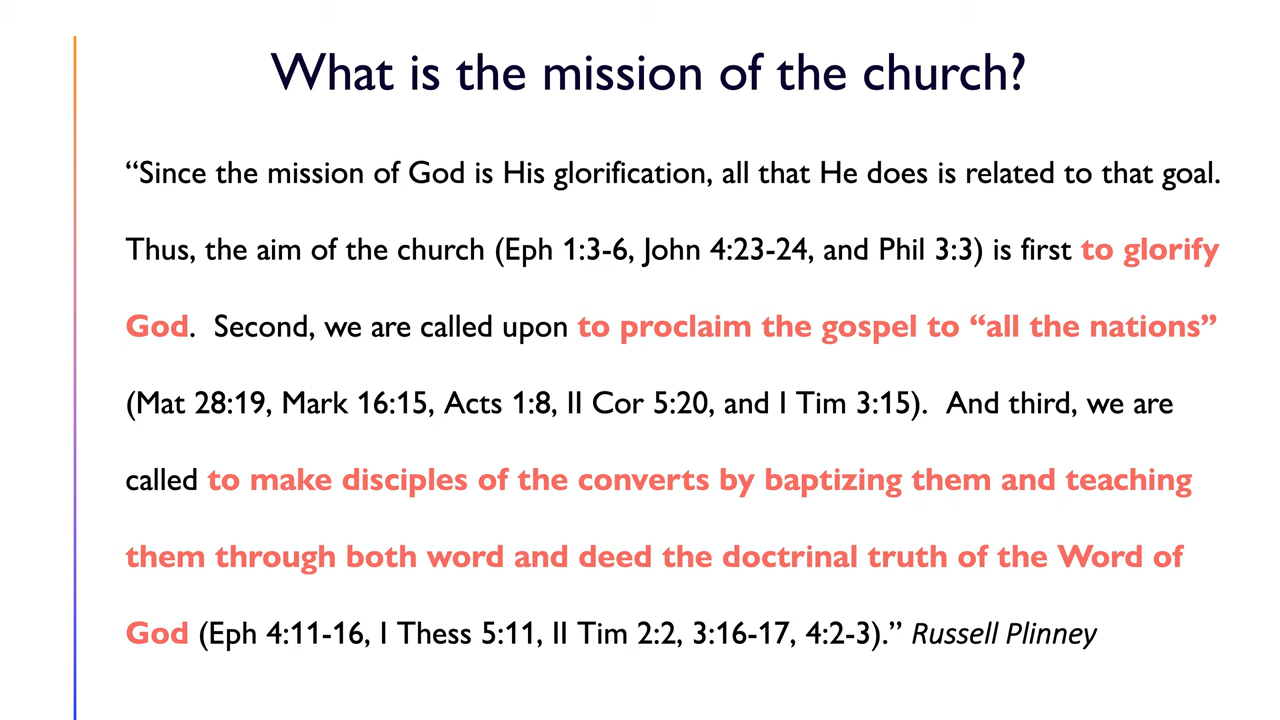 What is the mission of the church?
“Since the mission of God is His glorification, all that He does is related to that goal.
Thus, the aim of the church (Eph 1:3-6, John 4:23-24, and Phil 3:3) is first to glorify
God.  Second, we are called upon to proclaim the gospel to “all the nations”
(Mat 28:19, Mark 16:15, Acts 1:8, II Cor 5:20, and I Tim 3:15).  And third, we are
called to make disciples of the converts by baptizing them and teaching
them through both word and deed the doctrinal truth of the Word of
God (Eph 4:11-16, I Thess 5:11, II Tim 2:2, 3:16-17, 4:2-3).” Russell Plinney